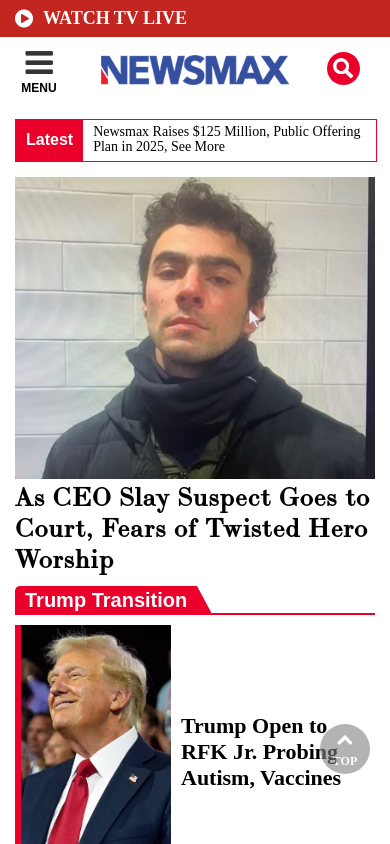 WATCH TV LIVE
MENU
NEWSMAX
Latest
Newsmax Raises $125 Million, Public Offering
Plan in 2025, See More
As CEO Slay Suspect Goes to
Court, Fears of Twisted Hero
Worship
Trump Transition
Trump Open to
RFK Jr. Probing
Autism, Vaccines
TOP